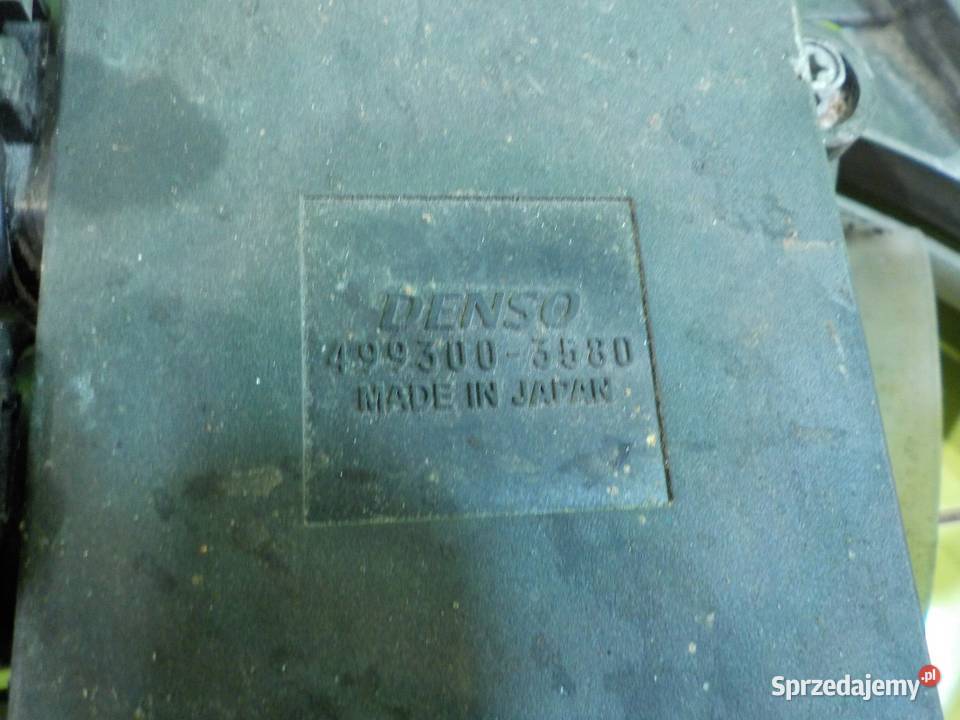 DENSO
499300-3580
MADE IN JAPAN
Sprzedajemy.pl